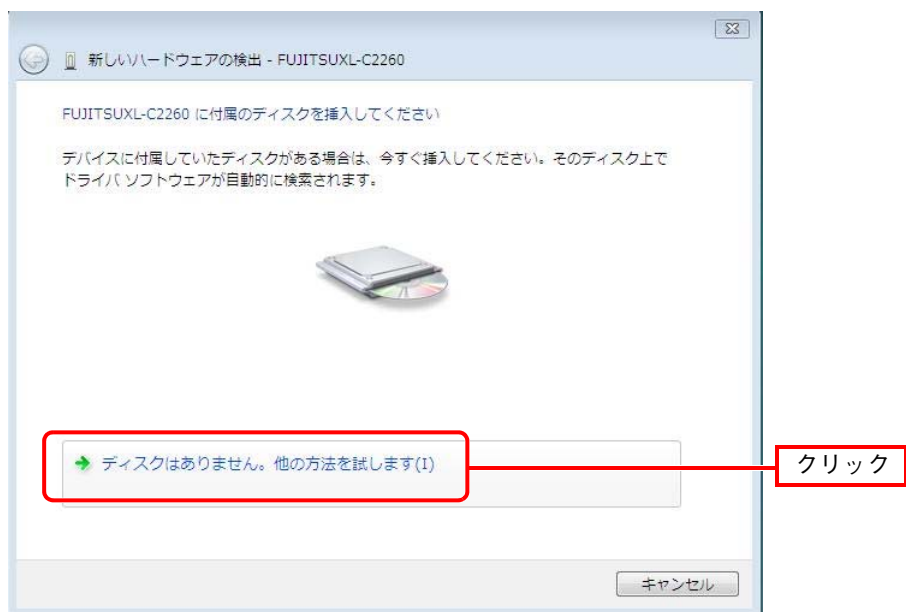 新しいハードウェアの検出 - FUJITSUXL-C2260
FUJITSUXL-C2260 に付属のディスクを挿入してください
デバイスに付属していたディスクがある場合は、今すぐ挿入してください。そのディスク上で
ドライバ ソフトウェアが自動的に検索されます。
ディスクはありません。他の方法を試します(I)
クリック
キャンセル